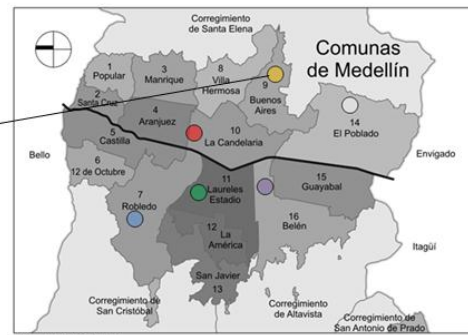 Corregimiento
de Santa Elena
Comunas
de Medellín
1
Popular
3
Manrique
8
Villa
Hermosa
9
Buenos
Aires
2
Santa Cruz
4
Aranjuez
10
La Candelaria
14
El Poblado
5
Castilla
Bello
Envigado
6
12 de Octubre
11
Laureles
Estadio
15
Guayabal
7
Robledo
16
Belén
12
La
América
Itagüí
San Javier
13
Corregimiento de
San Cristóbal
Corregimiento
de Altavista
Corregimiento de
San Antonio de Prado